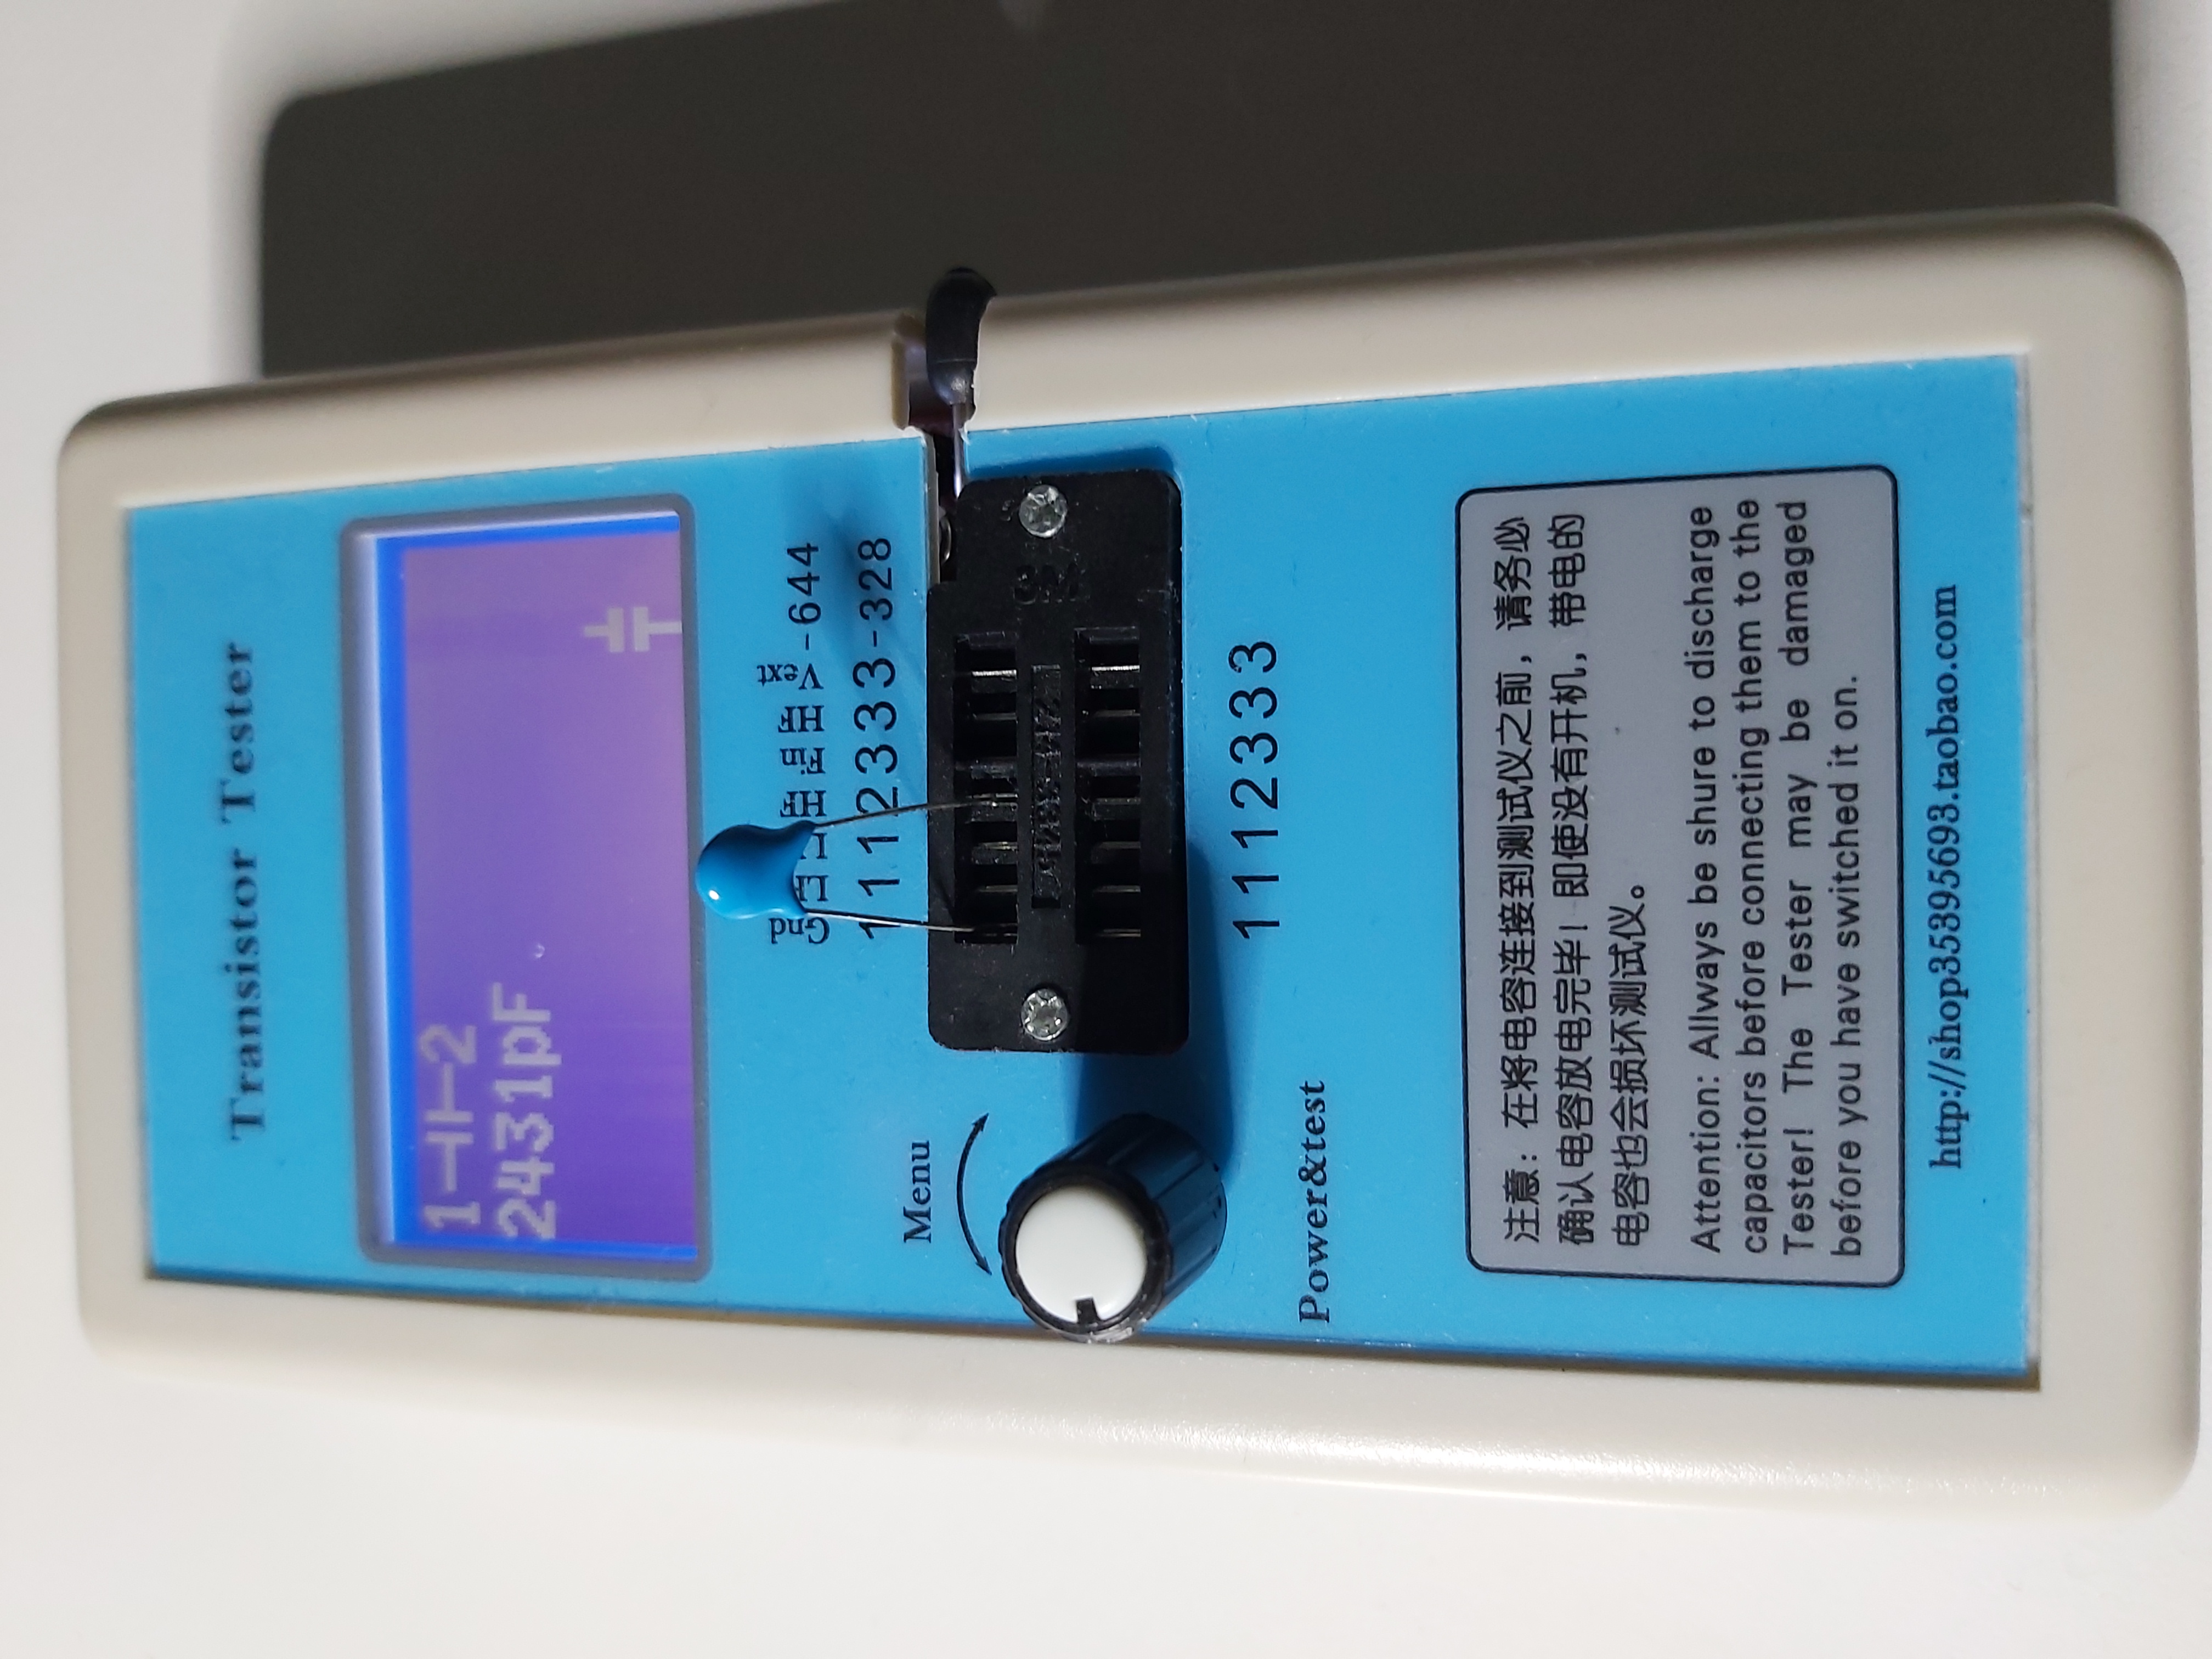 Transistor Tester
1⊣⊢2
2431pF
Gnd
Vext
-644
11123333-328
1112333
Menu
Power&test
注意：在将电容连接到测试仪之前，请务必
确认电容放电完毕！即使没有开机，带电的
电容也会损坏测试仪。
Attention: Allways be shure to discharge
capacitors before connecting them to the
Tester! The Tester may be damaged
before you have switched it on.
http://shop35395693.taobao.com